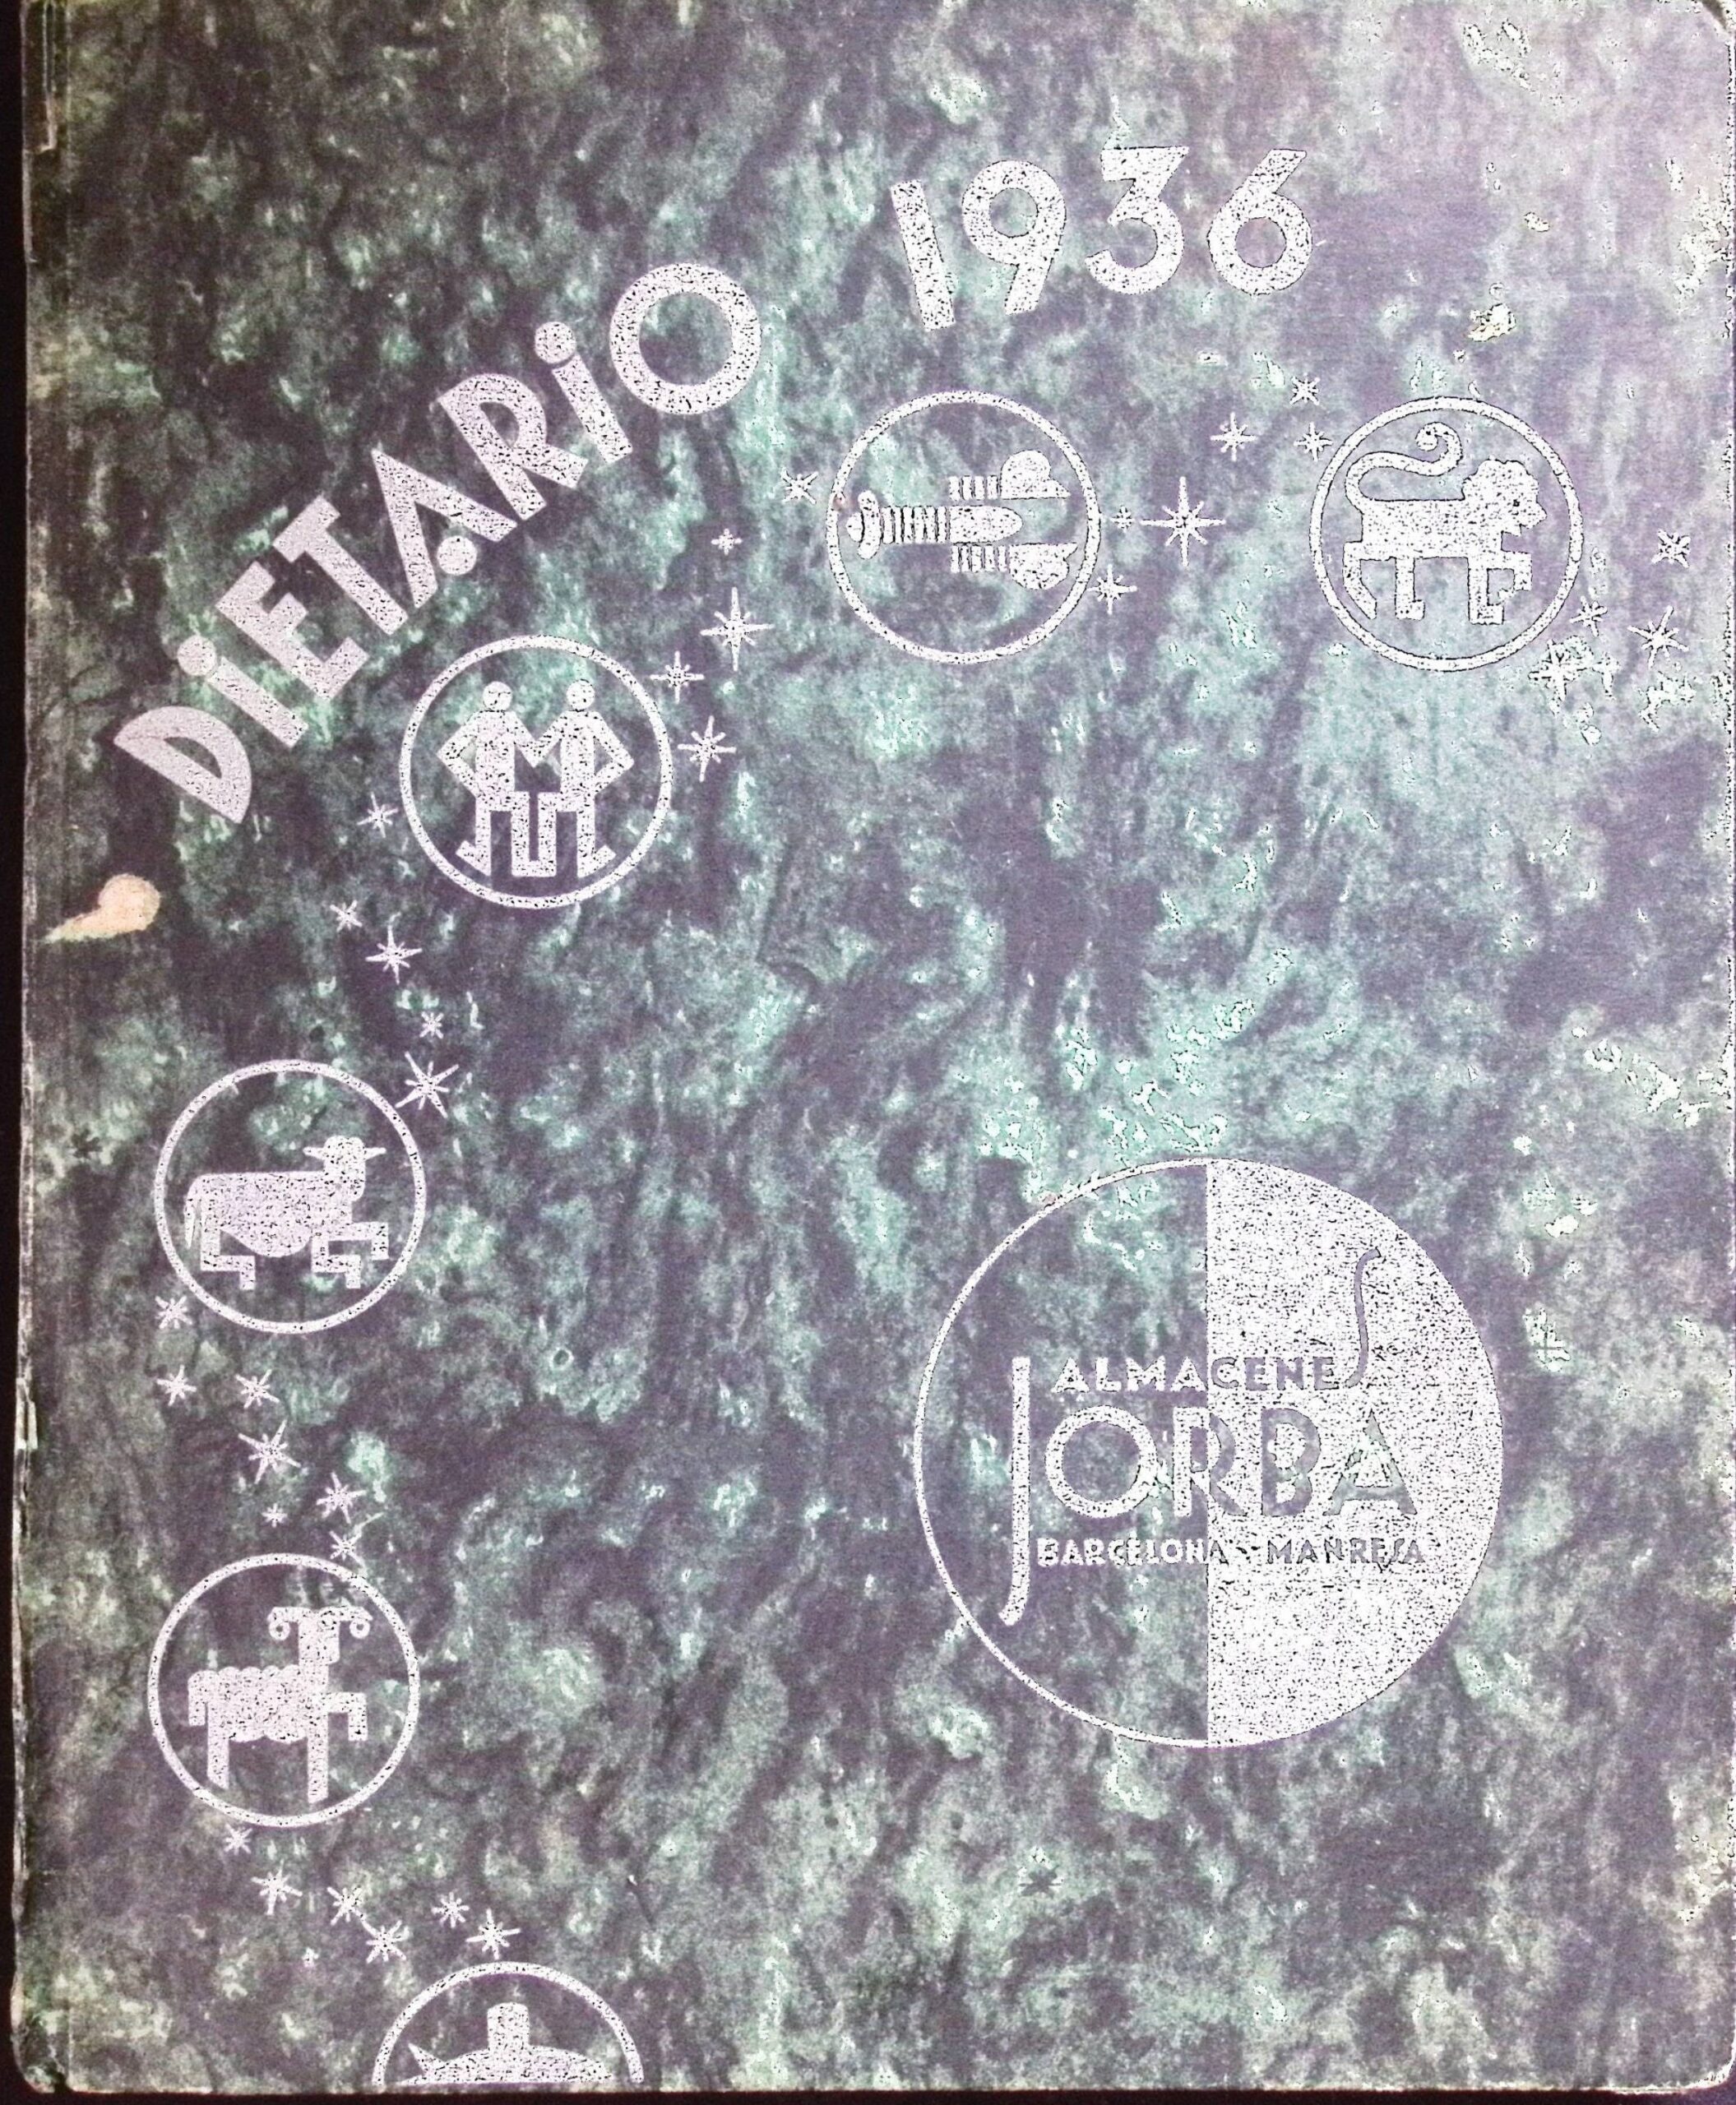 DiETARiO 1936
ALMACENES
JORBA
BARCELONA - MANRESA